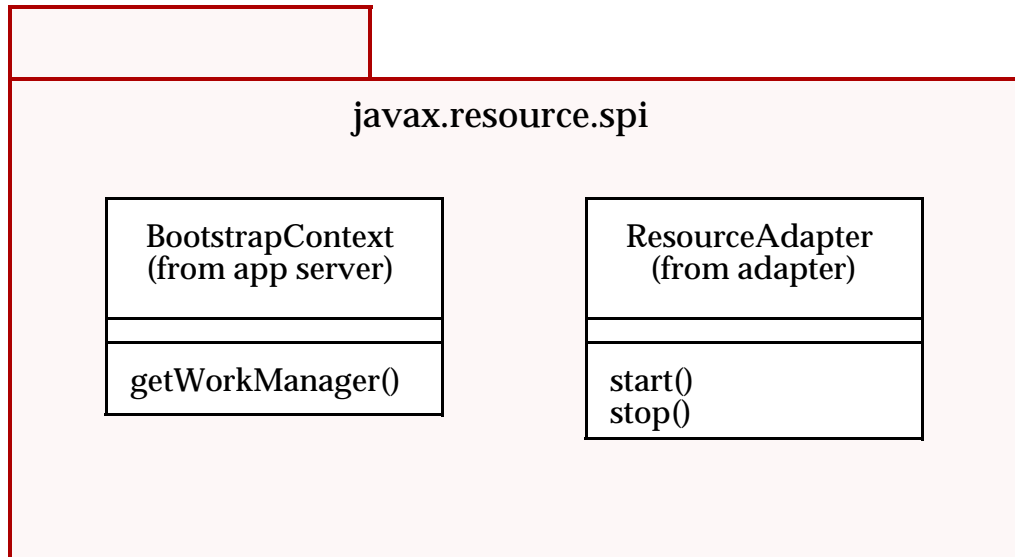 javax.resource.spi
BootstrapContext
(from app server)
getWorkManager()
ResourceAdapter
(from adapter)
start()
stop()